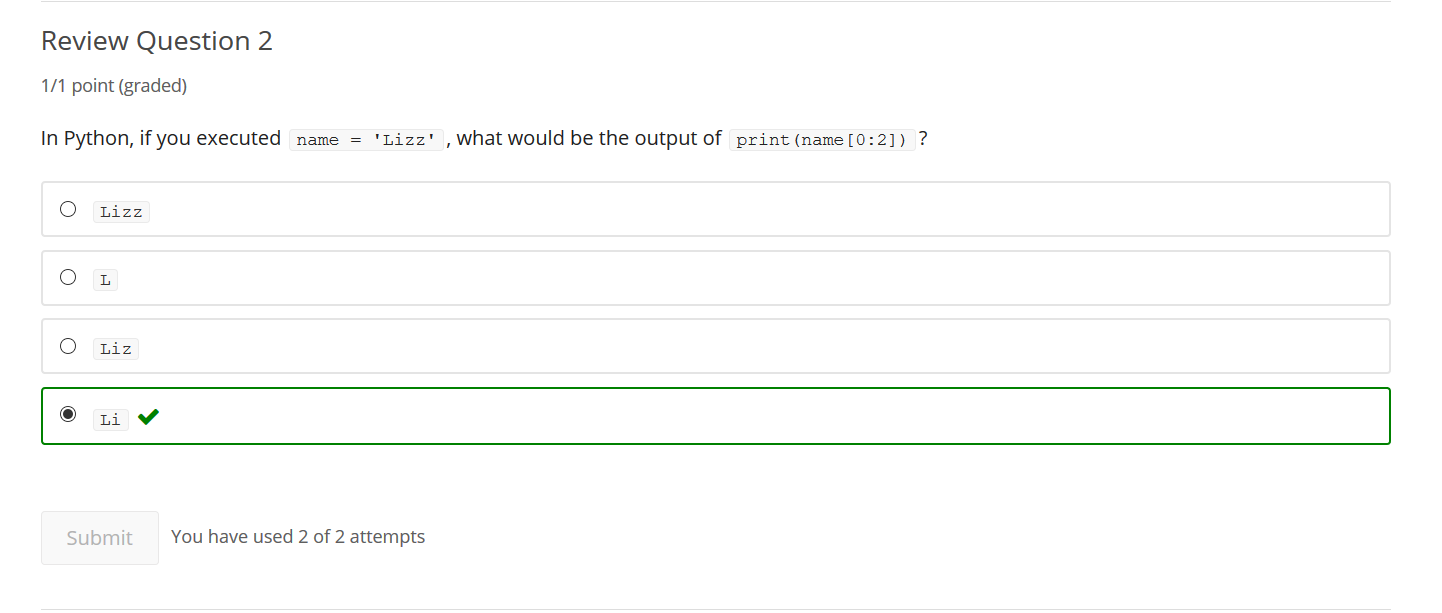 Review Question 2
1/1 point (graded)
In Python, if you executed name = 'Lizz' , what would be the output of print(name[0:2]) ?
Lizz
L
Liz
Li
Submit You have used 2 of 2 attempts